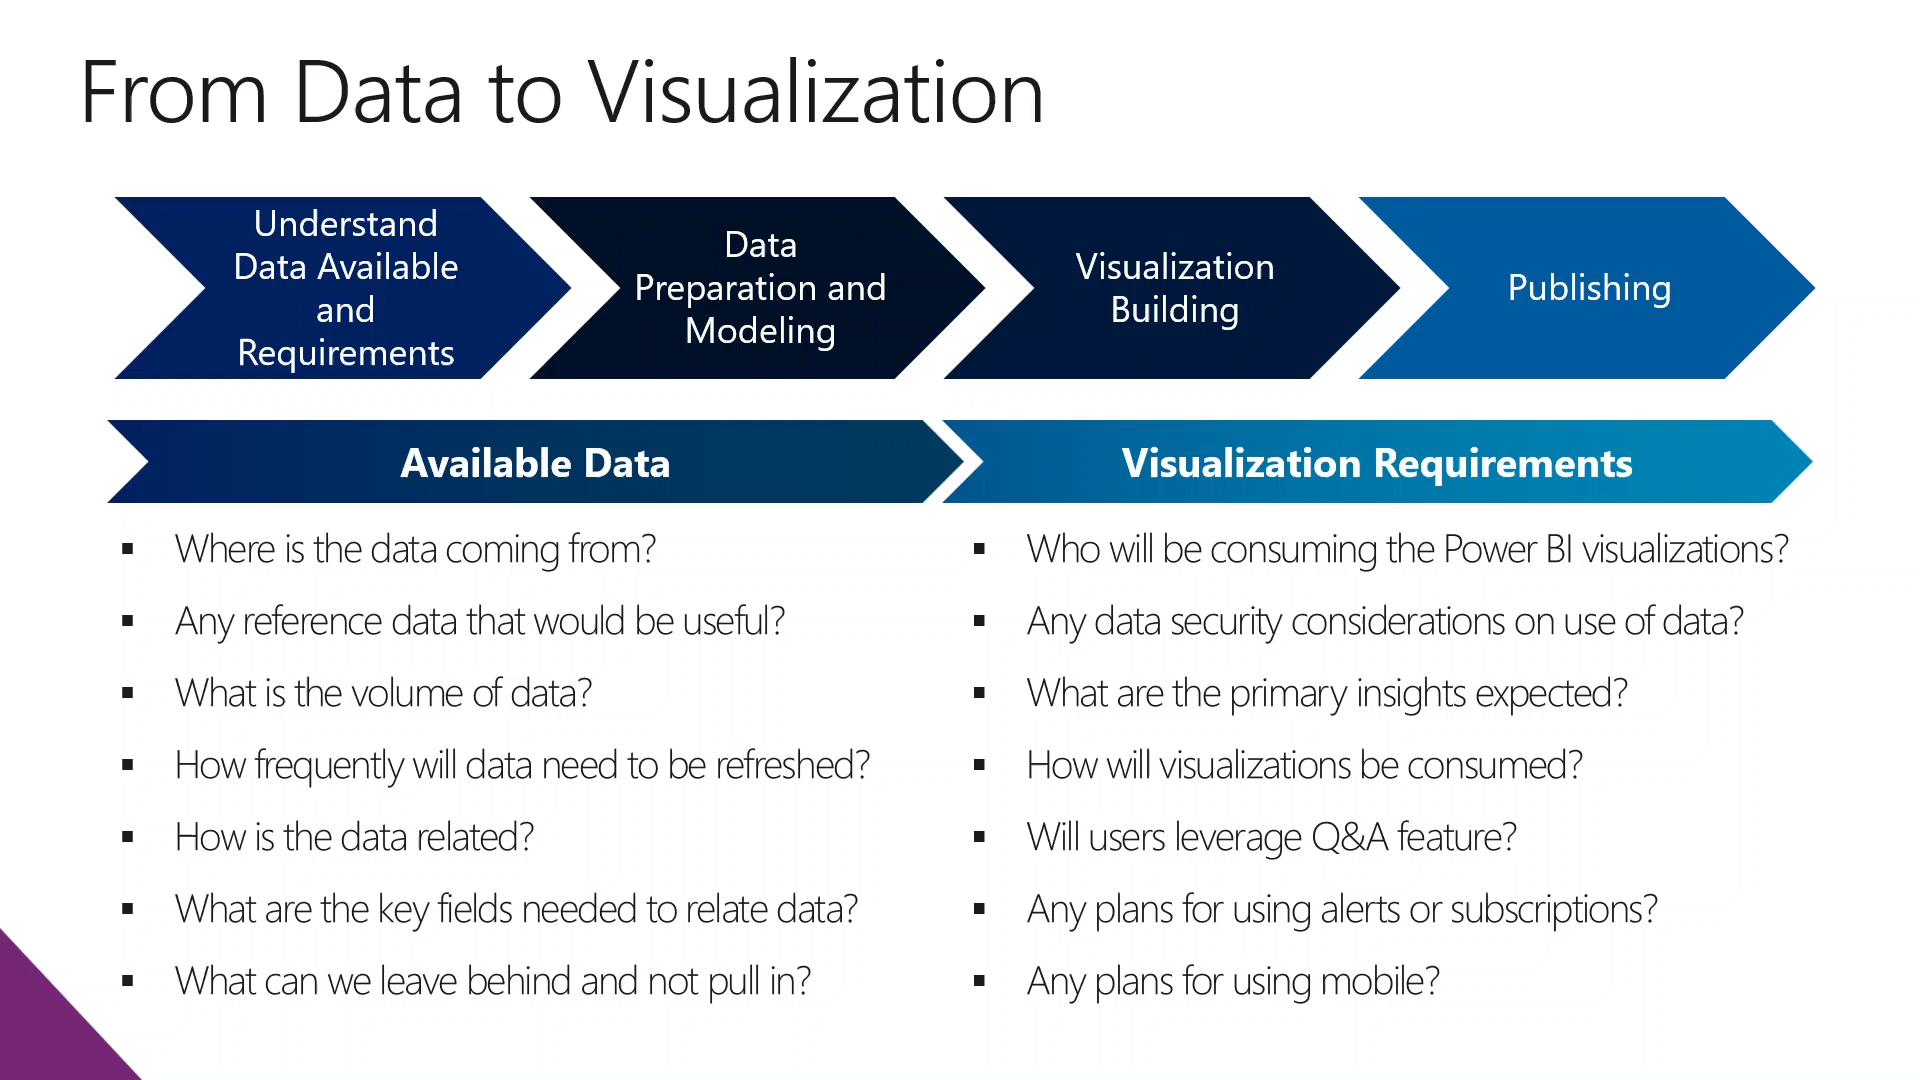 From Data to Visualization
Understand
Data Available
and
Requirements
Data
Preparation and
Modeling
Visualization
Building
Publishing
Available Data
▪ Where is the data coming from?
▪ Any reference data that would be useful?
▪ What is the volume of data?
▪ How frequently will data need to be refreshed?
▪ How is the data related?
▪ What are the key fields needed to relate data?
▪ What can we leave behind and not pull in?
Visualization Requirements
▪ Who will be consuming the Power BI visualizations?
▪ Any data security considerations on use of data?
▪ What are the primary insights expected?
▪ How will visualizations be consumed?
▪ Will users leverage Q&A feature?
▪ Any plans for using alerts or subscriptions?
▪ Any plans for using mobile?